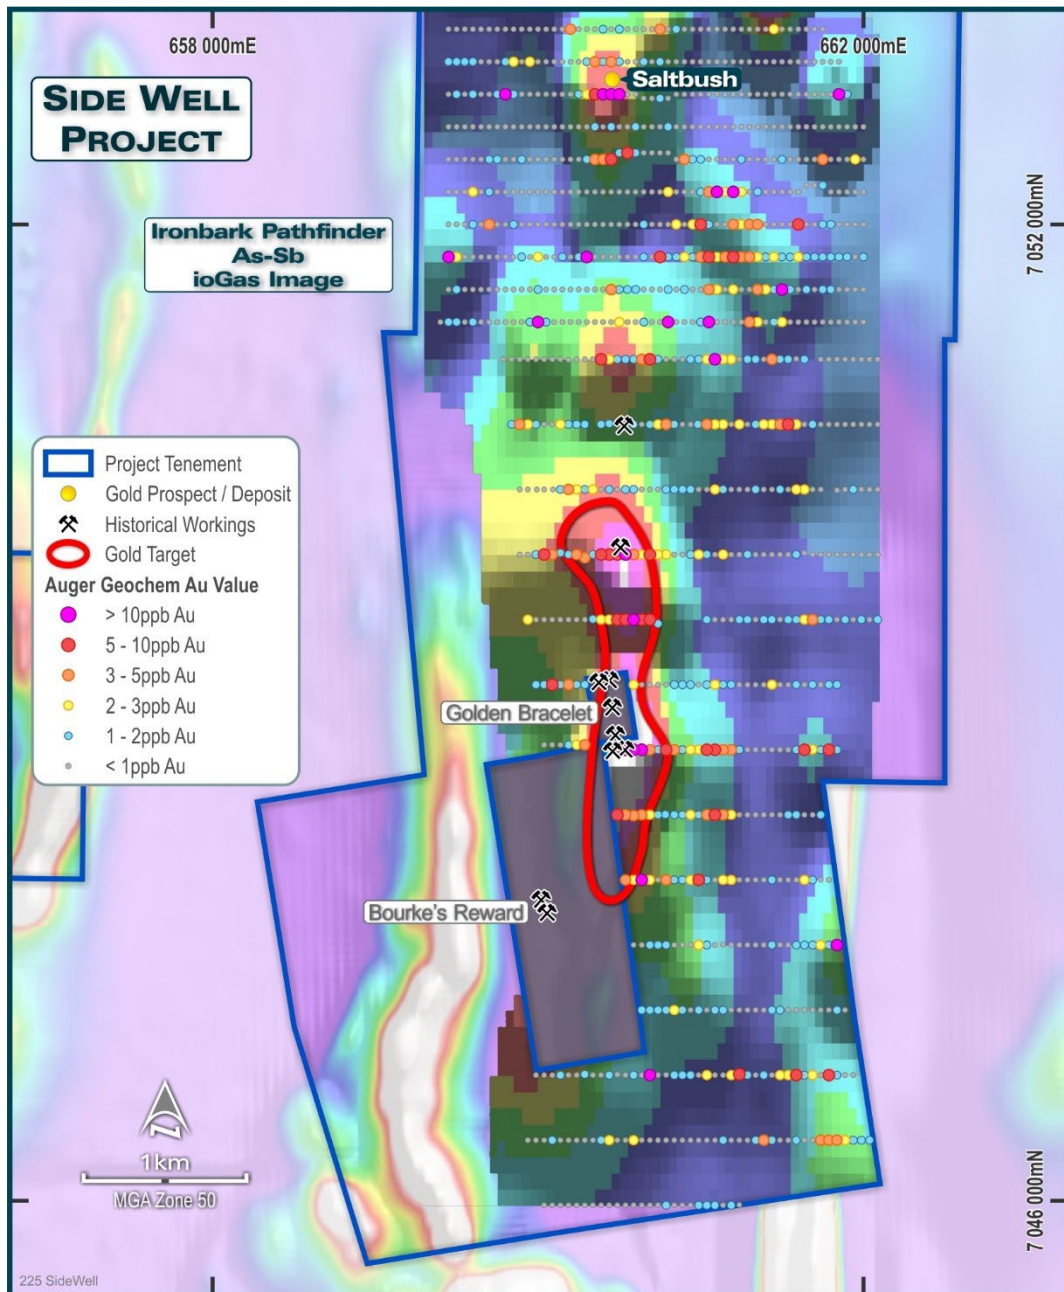 658 000mE
662 000mE
SIDE WELL
PROJECT
Saltbush
Ironbark Pathfinder
As-Sb
ioGas Image
7 052 000mN
Project Tenement
Gold Prospect / Deposit
Historical Workings
Gold Target
Auger Geochem Au Value
> 10ppb Au
5 - 10ppb Au
3 - 5ppb Au
2 - 3ppb Au
1 - 2ppb Au
< 1ppb Au
Golden Bracelet
Bourke's Reward
N
1km
MGA Zone 50
7 046 000mN
225 SideWell